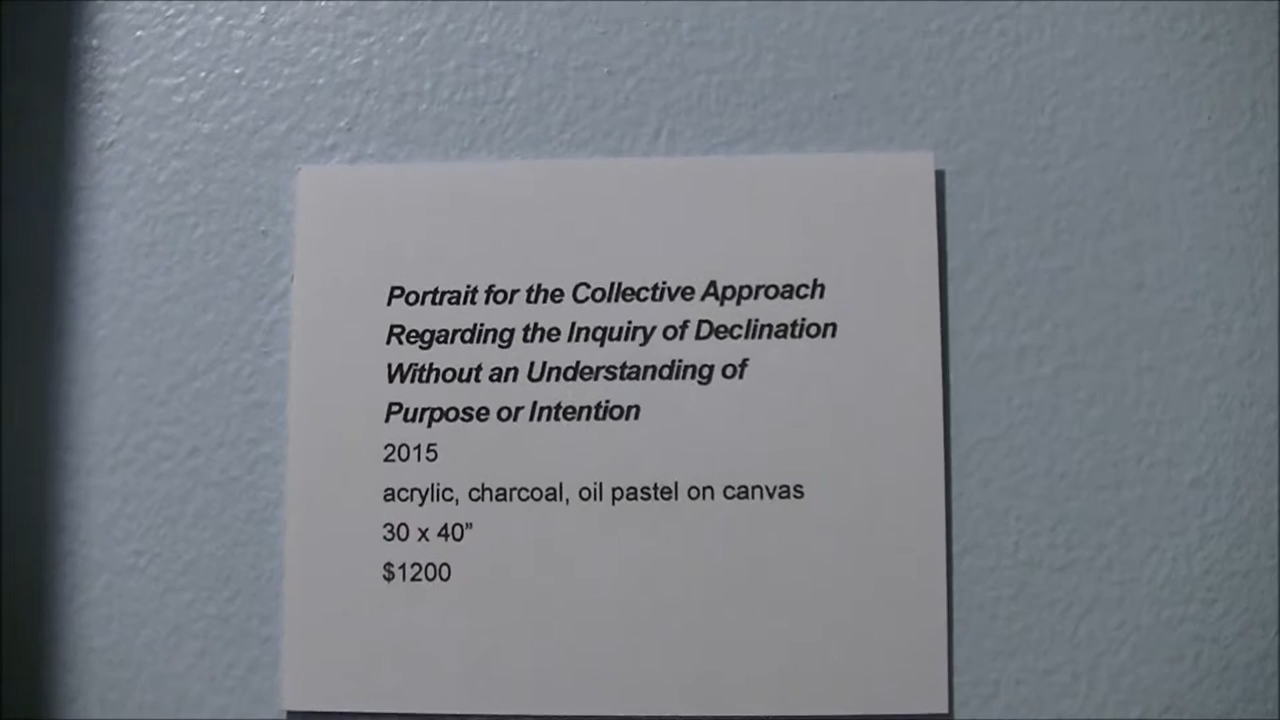 Portrait for the Collective Approach
Regarding the Inquiry of Declination
Without an Understanding of
Purpose or Intention
2015
acrylic, charcoal, oil pastel on canvas
30 x 40”
$1200